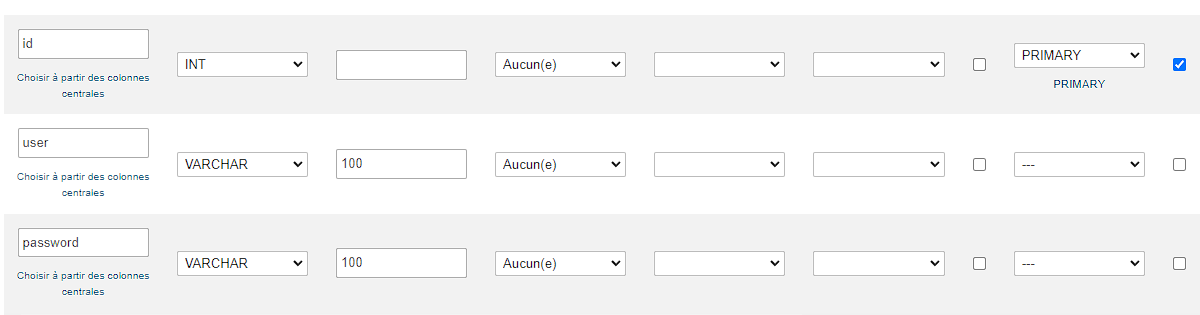 id
Choisir à partir des colonnes
centrales
INT
Aucun(e)
PRIMARY
PRIMARY
user
Choisir à partir des colonnes
centrales
VARCHAR
100
Aucun(e)
---
password
Choisir à partir des colonnes
centrales
VARCHAR
100
Aucun(e)
---